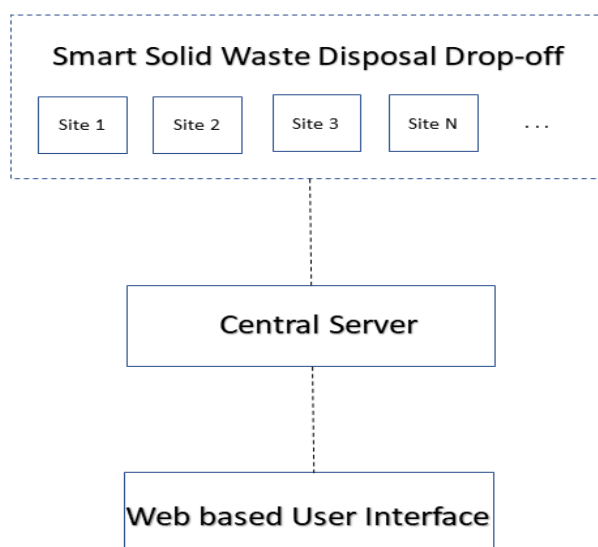 Smart Solid Waste Disposal Drop-off
Site 1 Site 2 Site 3 Site N ...
Central Server
Web based User Interface